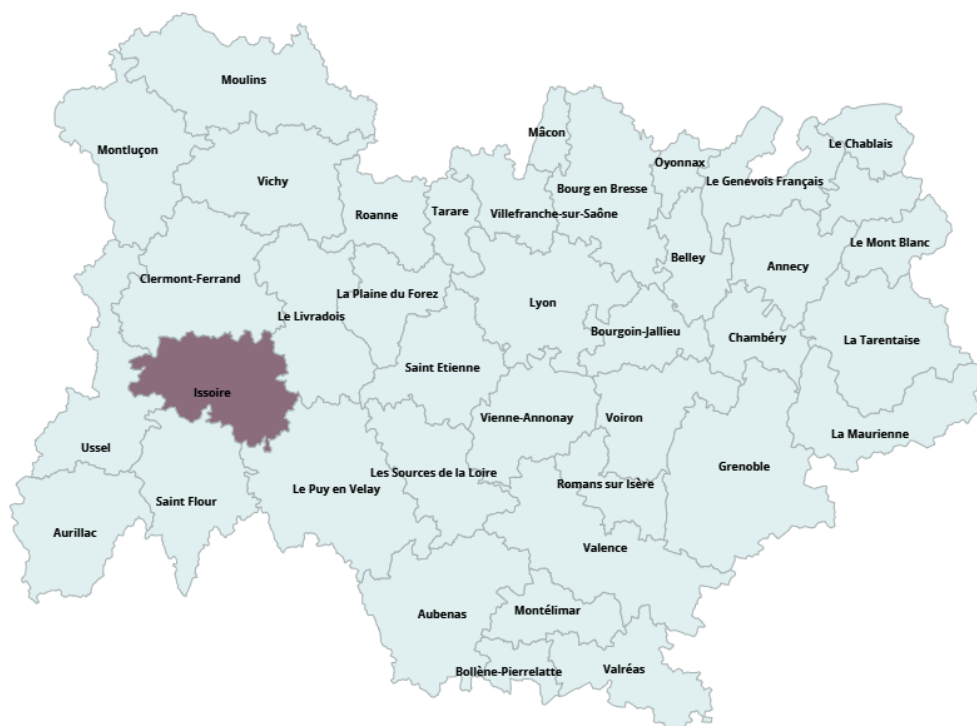 Moulins
Mâcon
Le Chablais
Montluçon
Oyonnax
Vichy
Le Genevois Français
Bourg en Bresse
Roanne
Tarare
Villefranche-sur-Saône
Le Mont Blanc
Belley
Annecy
Clermont-Ferrand
La Plaine du Forez
Lyon
Le Livradois
Bourgoin-Jallieu
Chambéry
La Tarentaise
Saint Etienne
Issoire
Vienne-Annonay
Voiron
La Maurienne
Ussel
Grenoble
Les Sources de la Loire
Romans sur Isère
Le Puy en Velay
Saint Flour
Aurillac
Valence
Aubenas
Montélimar
Bollène-Pierrelatte
Valréas